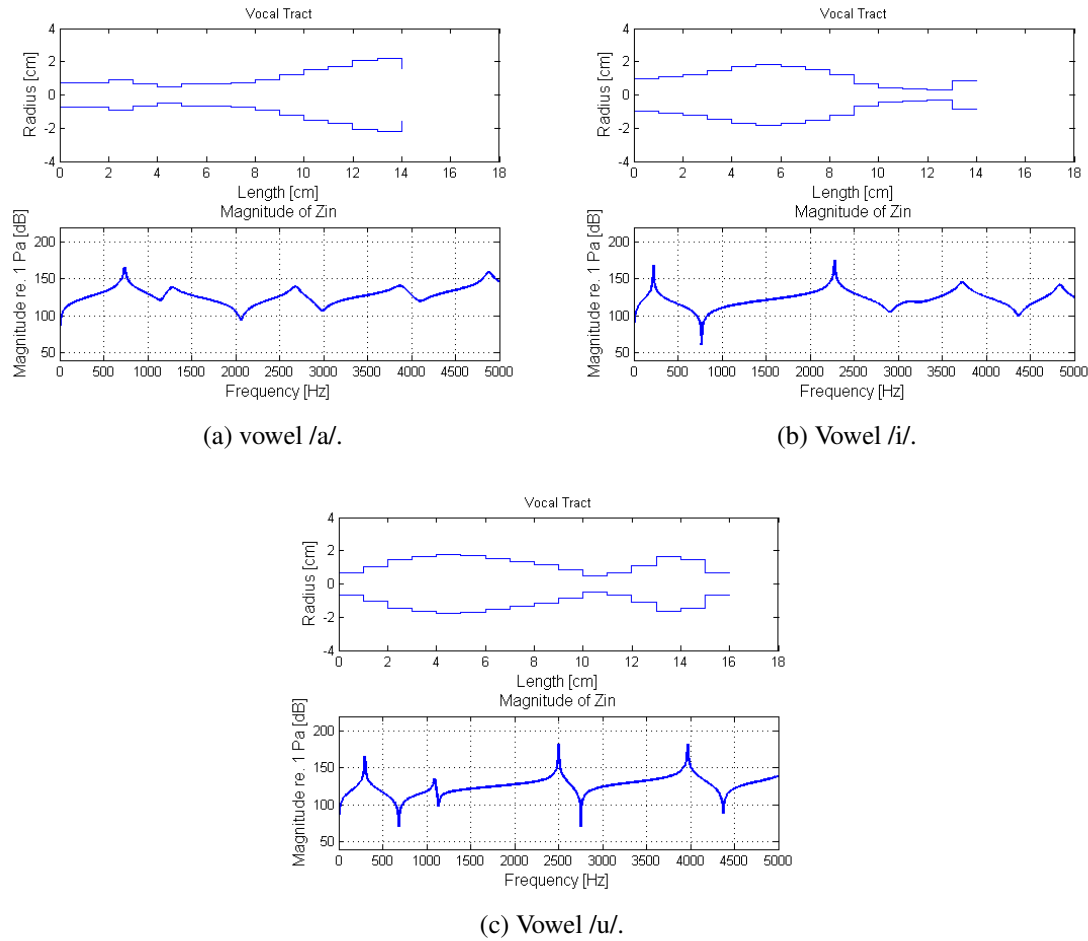 Vocal Tract
Radius [cm]
4
2
0
-2
-4
0 2 4 6 8 10 12 14 16 18
Length [cm]
Magnitude of Zin
Magnitude re. 1 Pa [dB]
200
150
100
50
0 500 1000 1500 2000 2500 3000 3500 4000 4500 5000
Frequency [Hz]
(a) vowel /a/.
Vocal Tract
Radius [cm]
4
2
0
-2
-4
0 2 4 6 8 10 12 14 16 18
Length [cm]
Magnitude of Zin
Magnitude re. 1 Pa [dB]
200
150
100
50
0 500 1000 1500 2000 2500 3000 3500 4000 4500 5000
Frequency [Hz]
(b) Vowel /i/.
Vocal Tract
Radius [cm]
4
2
0
-2
-4
0 2 4 6 8 10 12 14 16 18
Length [cm]
Magnitude of Zin
Magnitude re. 1 Pa [dB]
200
150
100
50
0 500 1000 1500 2000 2500 3000 3500 4000 4500 5000
Frequency [Hz]
(c) Vowel /u/.